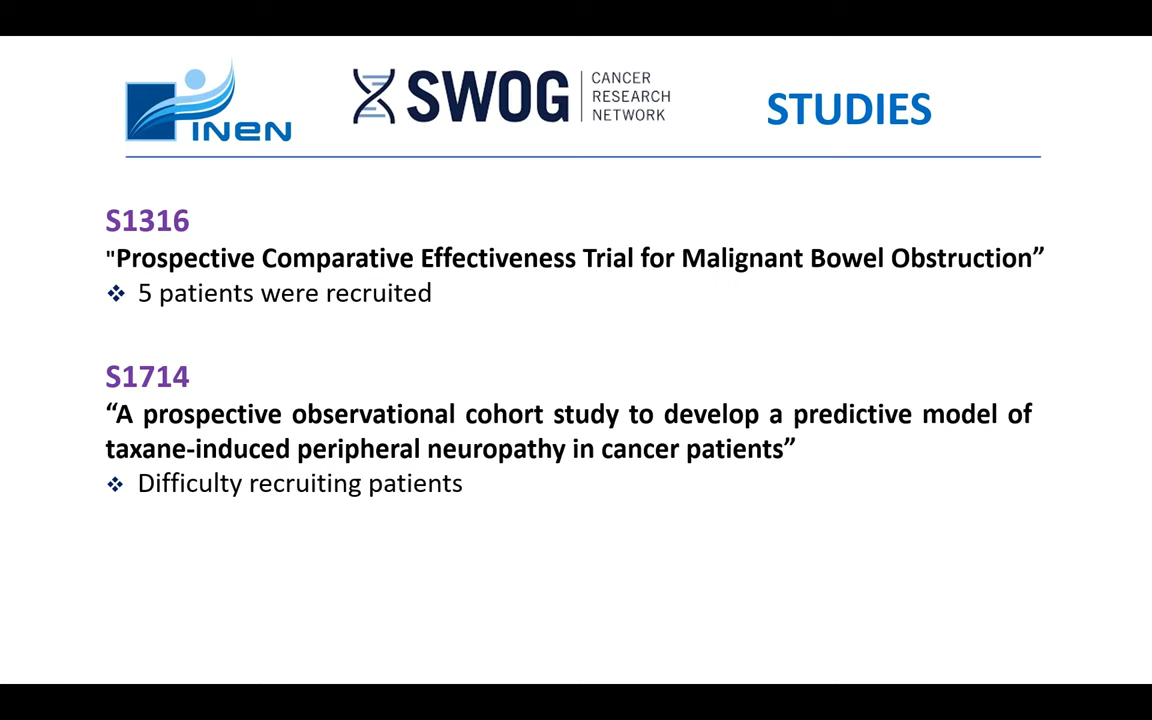 INEN
SWOG
CANCER
RESEARCH
NETWORK
STUDIES
S1316
"Prospective Comparative Effectiveness Trial for Malignant Bowel Obstruction”
❖ 5 patients were recruited
S1714
“A prospective observational cohort study to develop a predictive model of
taxane-induced peripheral neuropathy in cancer patients”
❖ Difficulty recruiting patients